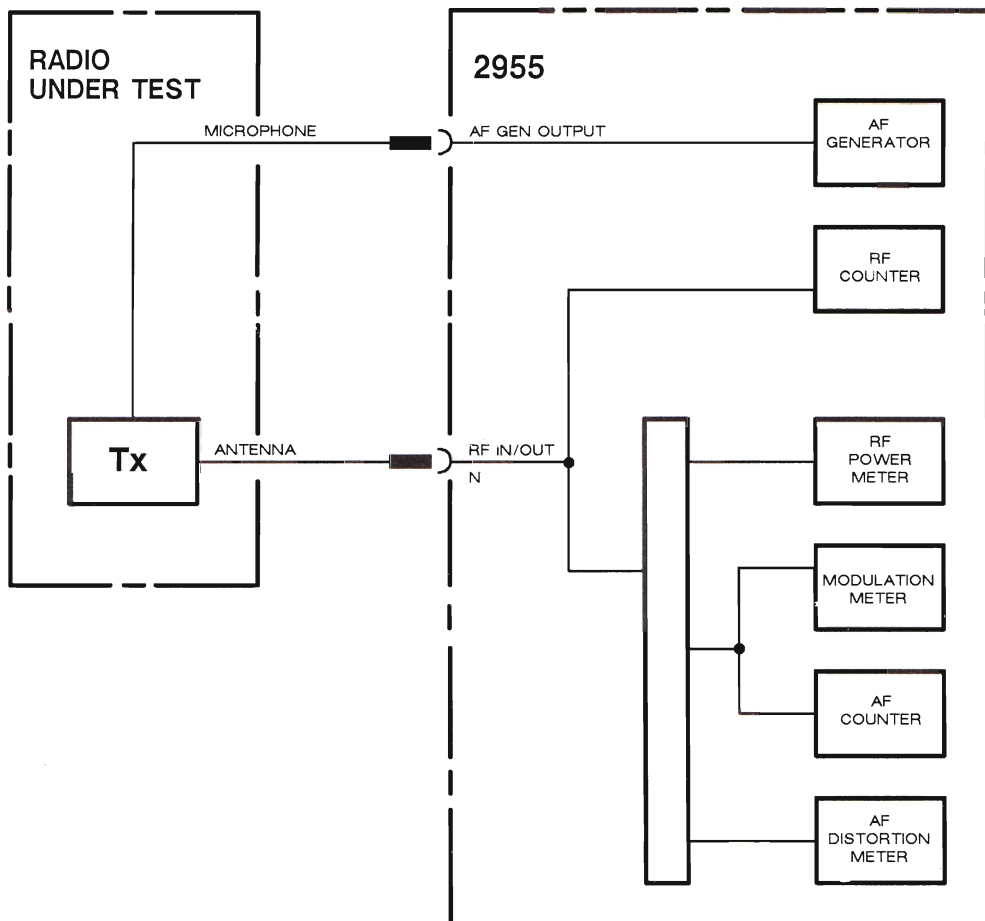 RADIO
UNDER TEST
2955
MICROPHONE
AF GEN OUTPUT
AF
GENERATOR
RF
COUNTER
Tx
ANTENNA
RF IN/OUT
N
RF
POWER
METER
MODULATION
METER
AF
COUNTER
AF
DISTORTION
METER